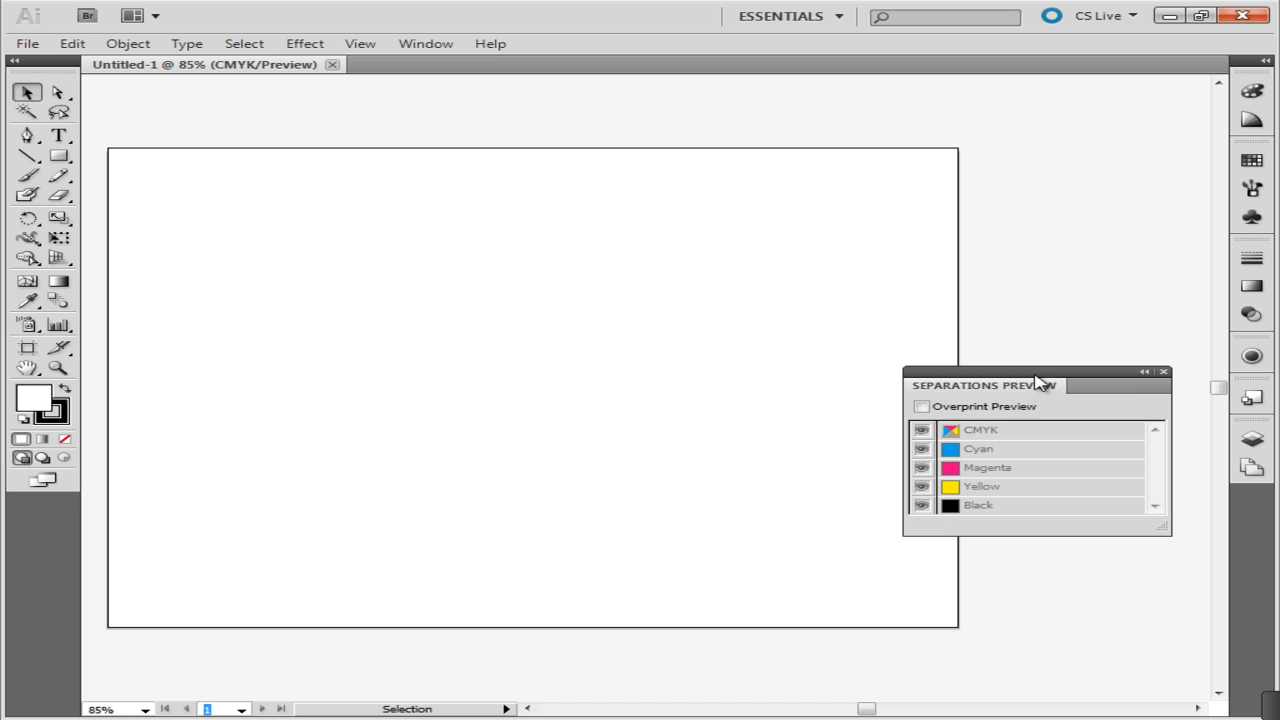 Ai Br ESSENTIALS CS Live
File Edit Object Type Select Effect View Window Help
Untitled-1 @ 85% (CMYK/Preview)
T
SEPARATIONS PREVIEW
Overprint Preview
CMYK
Cyan
Magenta
Yellow
Black
85% 1 Selection